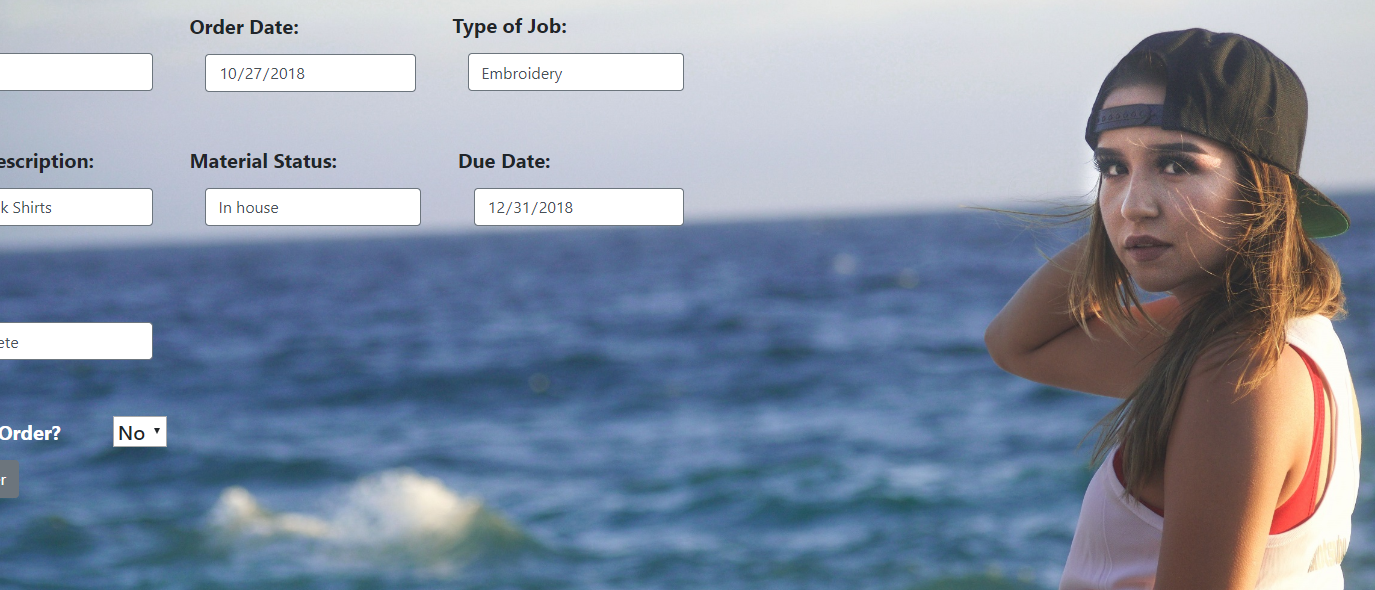 Order Date: Type of Job:
10/27/2018 Embroidery
escription: Material Status: Due Date:
k Shirts In house 12/31/2018
ete
Order? No
r